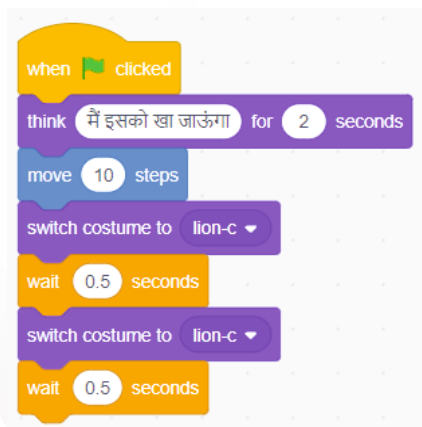 when clicked
think मैं इसको खा जाऊंगा for 2 seconds
move 10 steps
switch costume to lion-c
wait 0.5 seconds
switch costume to lion-c
wait 0.5 seconds